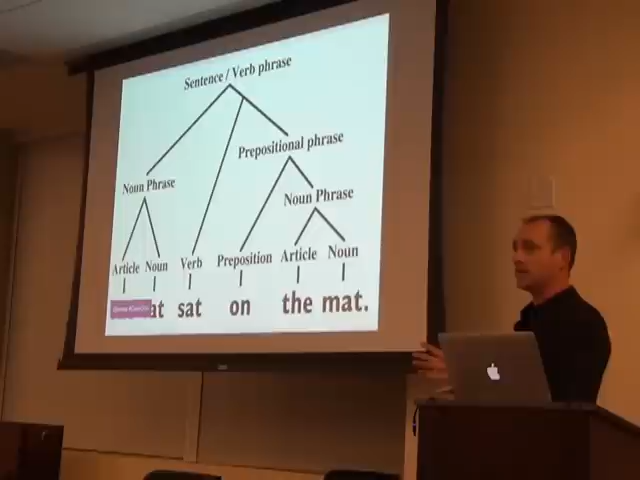 Sentence / Verb phrase
Prepositional phrase
Noun Phrase
Noun Phrase
Article Noun Verb Preposition Article Noun
at sat on the mat.